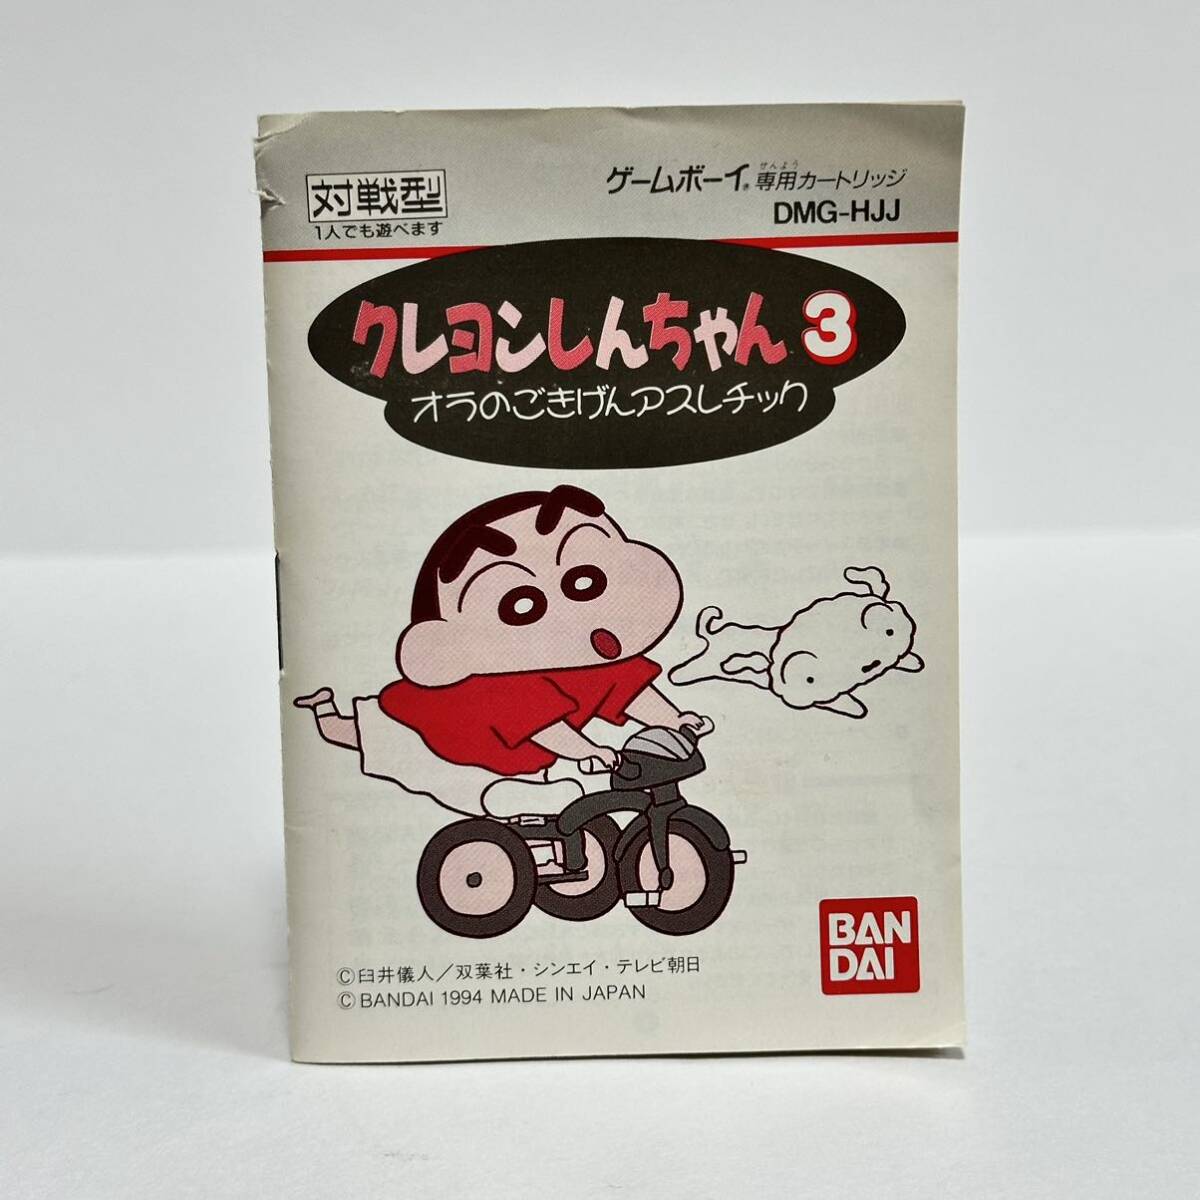 対戦型
1人でも遊べます
ゲームボーイ® 専用カートリッジ
せんよう
DMG-HJJ
クレヨンしんちゃん3
オラのごきげんアスレチック
©臼井儀人／双葉社・シンエイ・テレビ朝日
©BANDAI 1994 MADE IN JAPAN
BAN
DAI